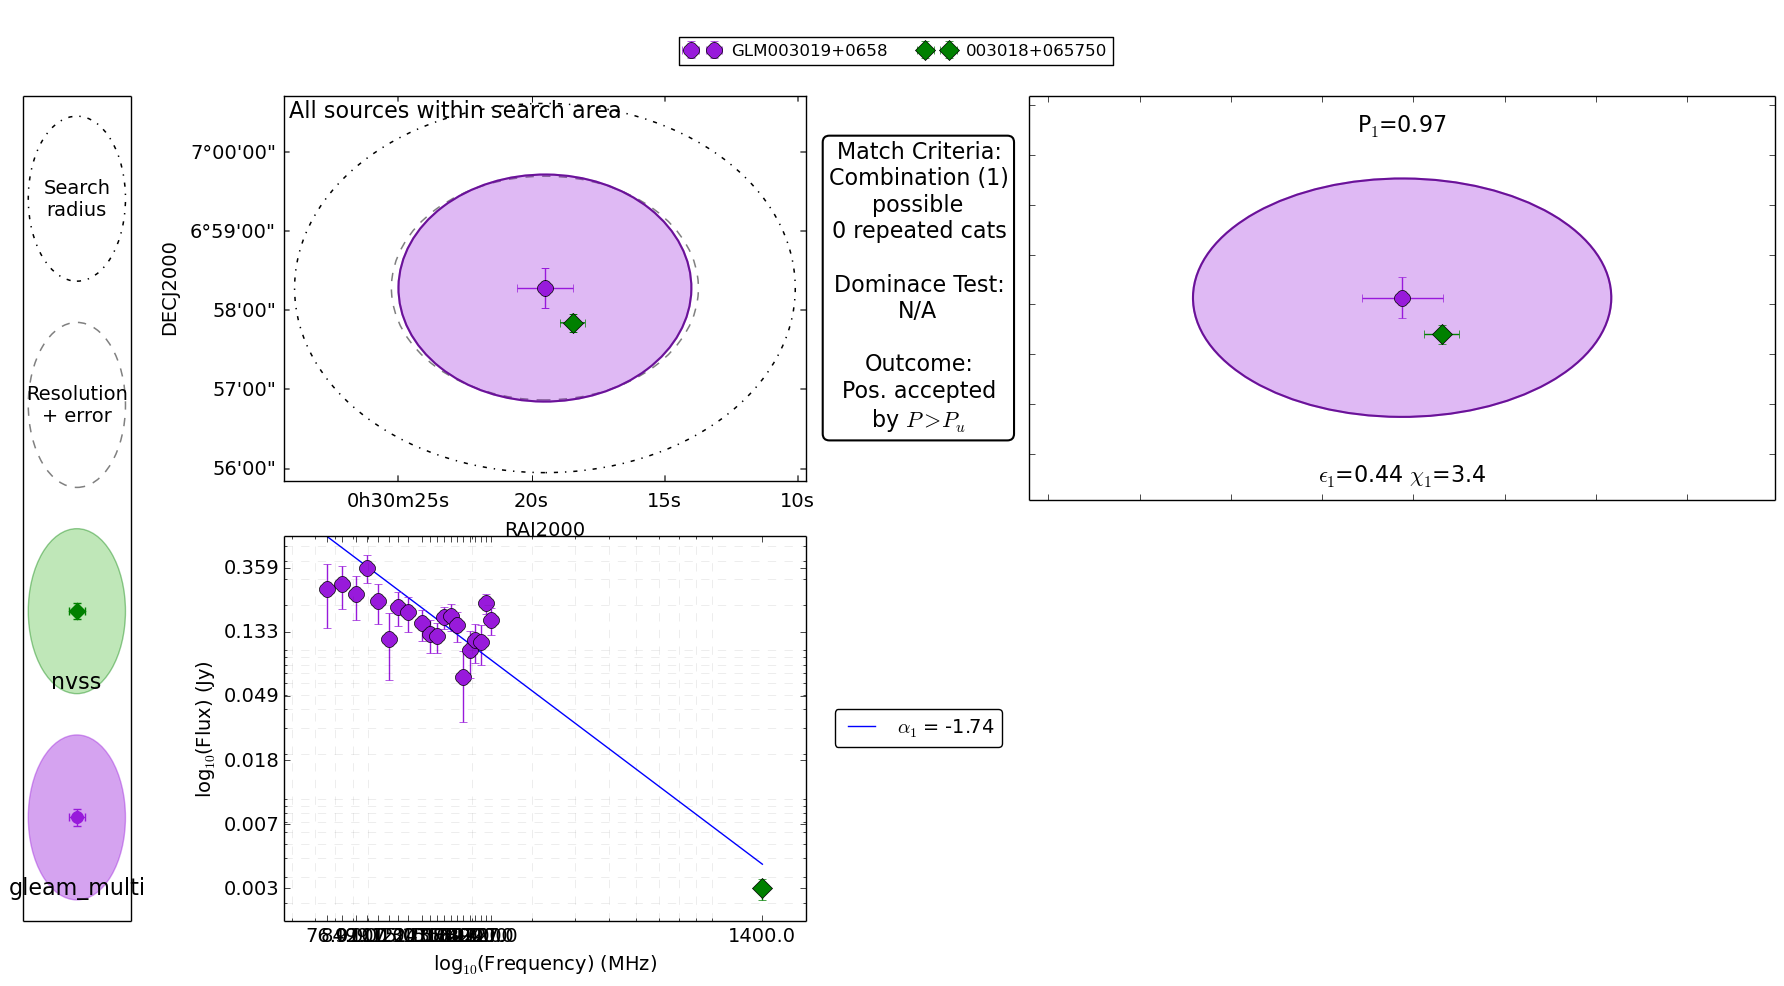 GLM003019+0658 003018+065750
All sources within search area
Search
radius
Resolution
+ error
nvss
gleam_multi
DECJ2000
7°00'00"
6°59'00"
58'00"
57'00"
56'00"
0h30m25s 20s 15s 10s
RAJ2000
Match Criteria:
Combination (1)
possible
0 repeated cats
Dominace Test:
N/A
Outcome:
Pos. accepted
by P>Pu
P1=0.97
ϵ1=0.44 χ1=3.4
log10(Flux) (Jy)
0.359
0.133
0.049
0.018
0.007
0.003
1400.0
log10(Frequency) (MHz)
α1 = -1.74